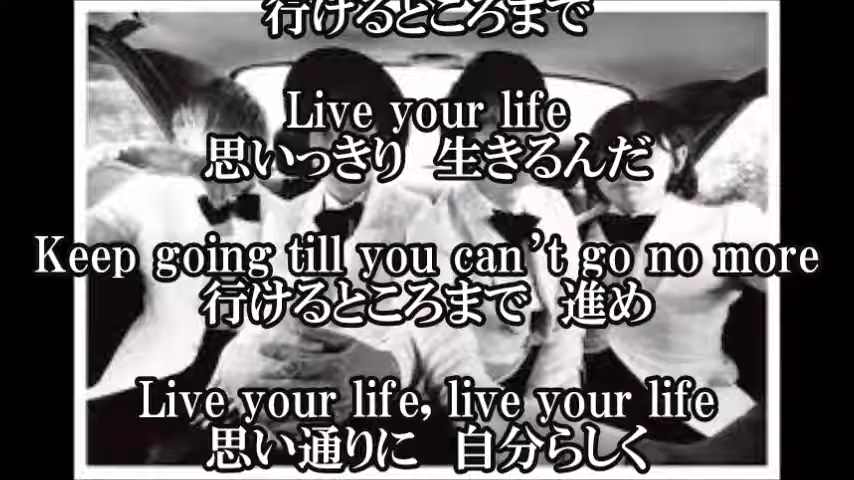 行けるところまで
Live your life
思いっきり 生きるんだ
Keep going till you can't go no more
行けるところまで 進め
Live your life, live your life
思い通りに 自分らしく